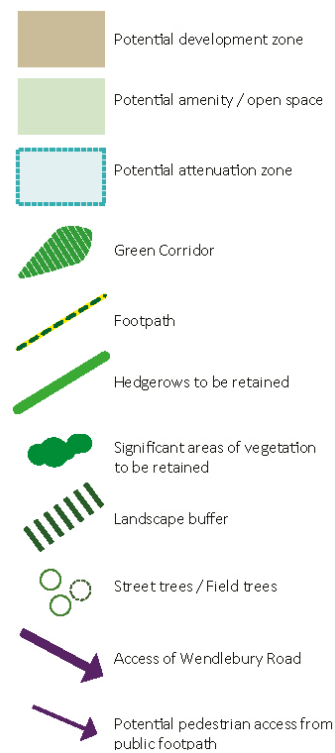 Potential development zone
Potential amenity / open space
Potential attenuation zone
Green Corridor
Footpath
Hedgerows to be retained
Significant areas of vegetation
to be retained
Landscape buffer
Street trees / Field trees
Access of Wendlebury Road
Potential pedestrian access from
public footpath